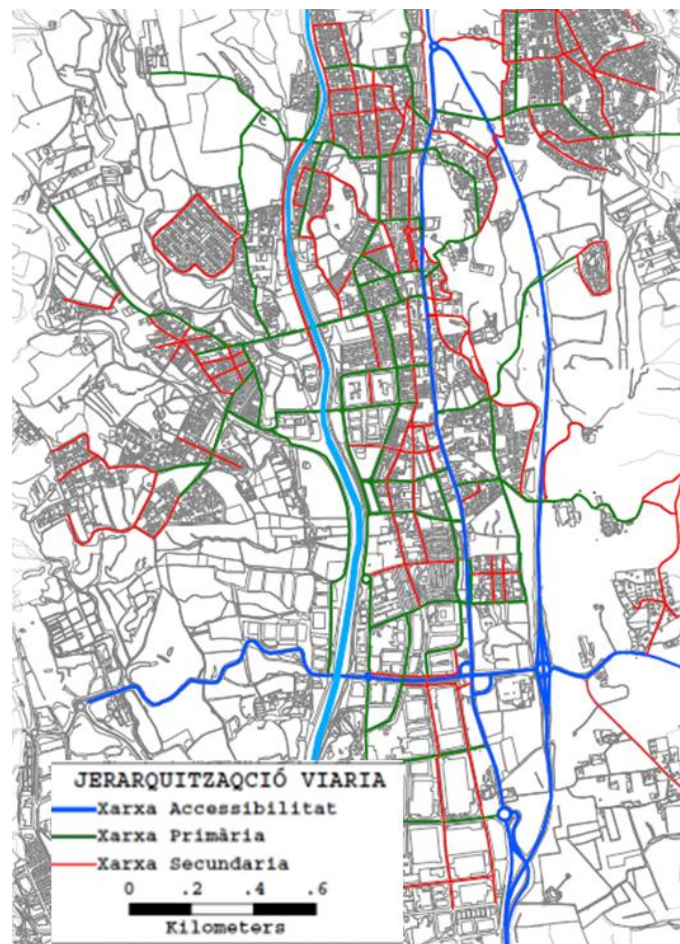 JERARQUITZAQCIÓ VIARIA
Xarxa Accessibilitat
Xarxa Primària
Xarxa Secundaria
0 .2 .4 .6
Kilometers